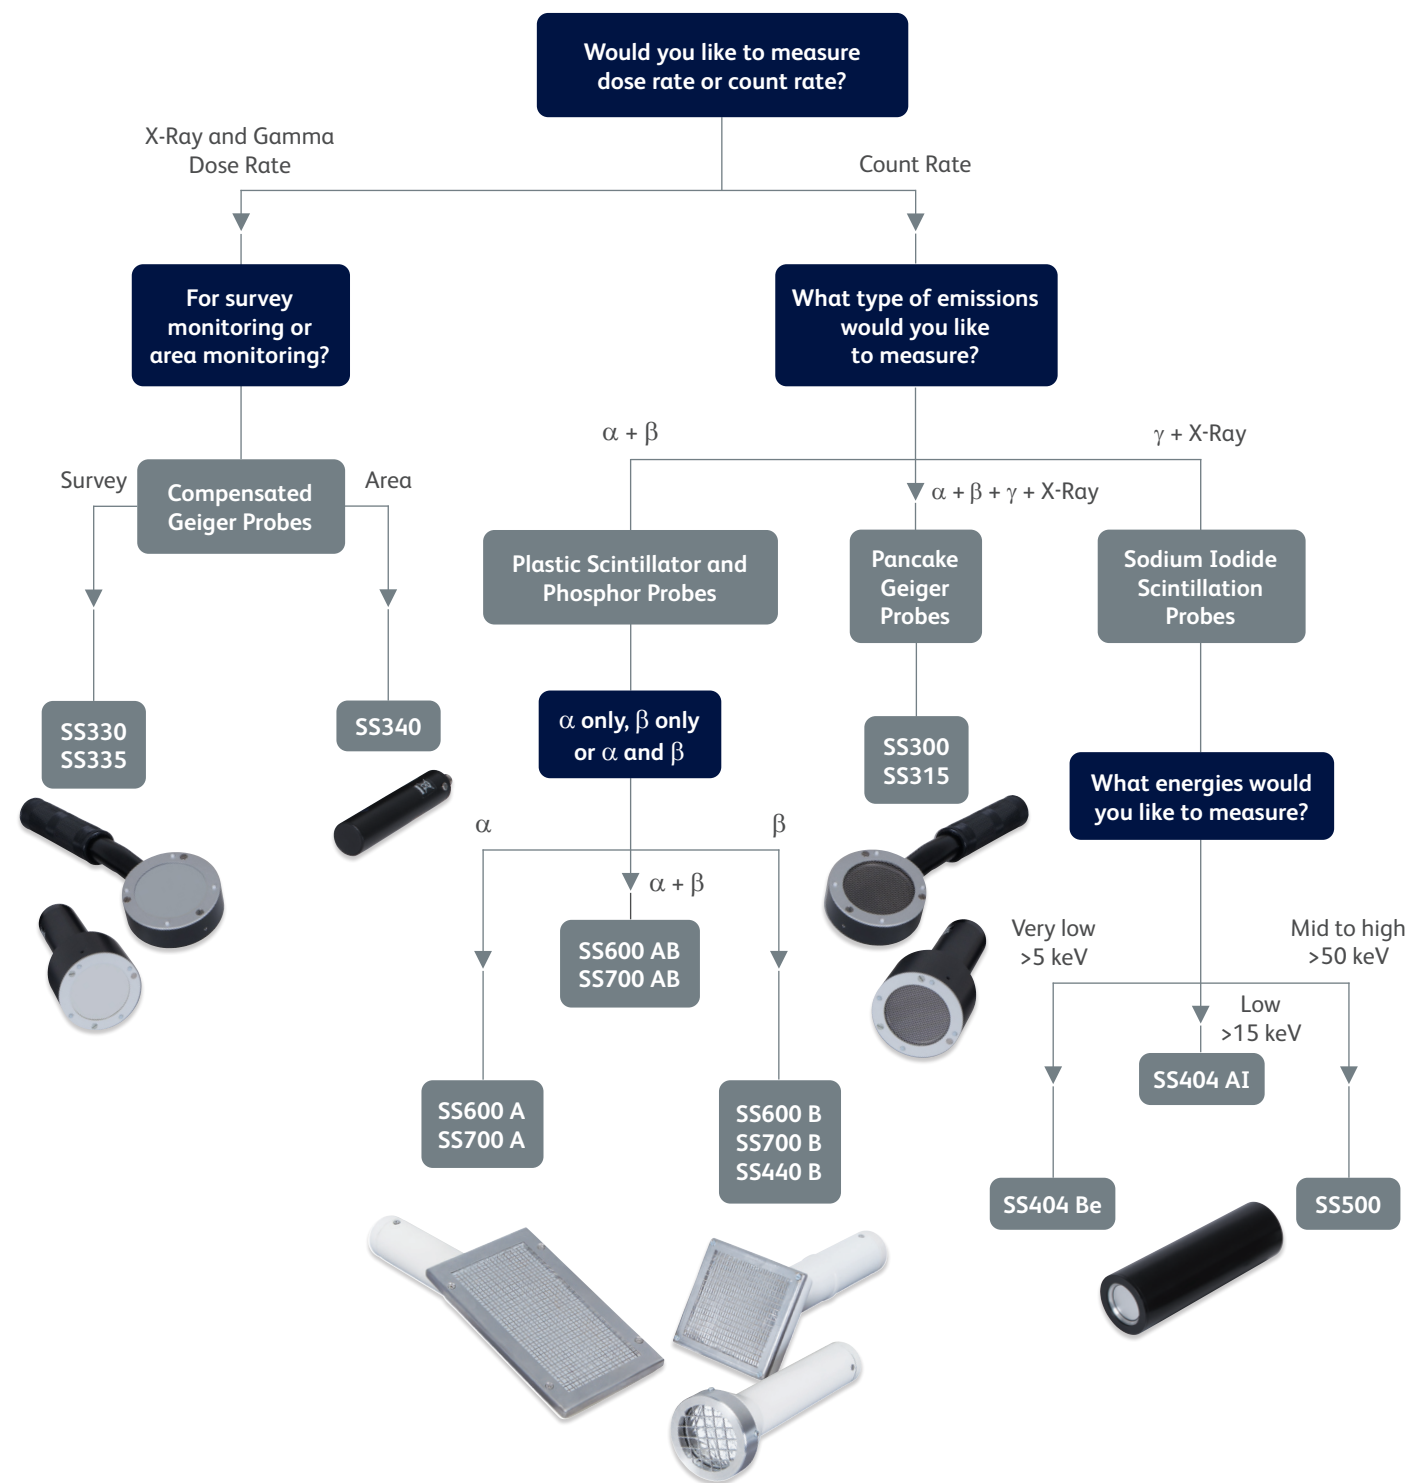 Would you like to measure
dose rate or count rate?
X-Ray and Gamma
Dose Rate
Count Rate
For survey
monitoring or
area monitoring?
What type of emissions
would you like
to measure?
α + β
γ + X-Ray
α + β + γ + X-Ray
Survey
Compensated
Geiger Probes
Area
Plastic Scintillator and
Phosphor Probes
Pancake
Geiger
Probes
Sodium Iodide
Scintillation
Probes
SS330
SS335
SS340
α only, β only
or α and β
SS300
SS315
What energies would
you like to measure?
α
β
α + β
SS600 AB
SS700 AB
Very low
>5 keV
Mid to high
>50 keV
Low
>15 keV
SS404 AI
SS600 A
SS700 A
SS600 B
SS700 B
SS440 B
SS404 Be
SS500